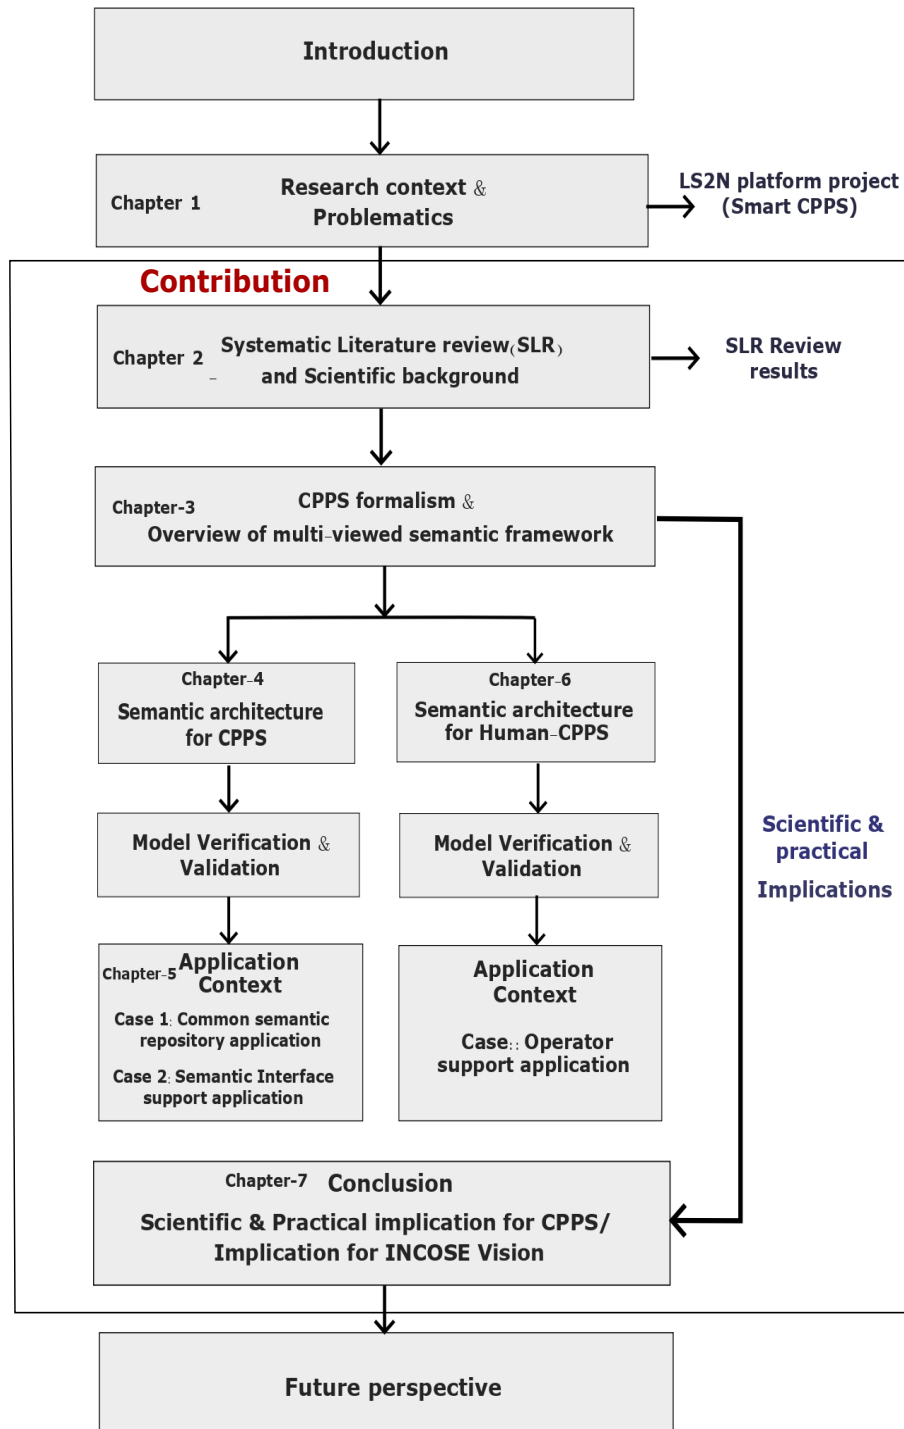 Introduction
Chapter 1
Research context &
Problematics
LS2N platform project
(Smart CPPS)
Contribution
Chapter 2
Systematic Literature review(SLR)
and Scientific background
SLR Review
results
Chapter-3
CPPS formalism &
Overview of multi-viewed semantic framework
Chapter-4
Semantic architecture
for CPPS
Chapter-6
Semantic architecture
for Human-CPPS
Model Verification &
Validation
Model Verification &
Validation
Scientific &
practical
Implications
Chapter-5
Application
Context
Case 1: Common semantic
repository application
Case 2: Semantic Interface
support application
Application
Context
Case:: Operator
support application
Chapter-7 Conclusion
Scientific & Practical implication for CPPS/
Implication for INCOSE Vision
Future perspective